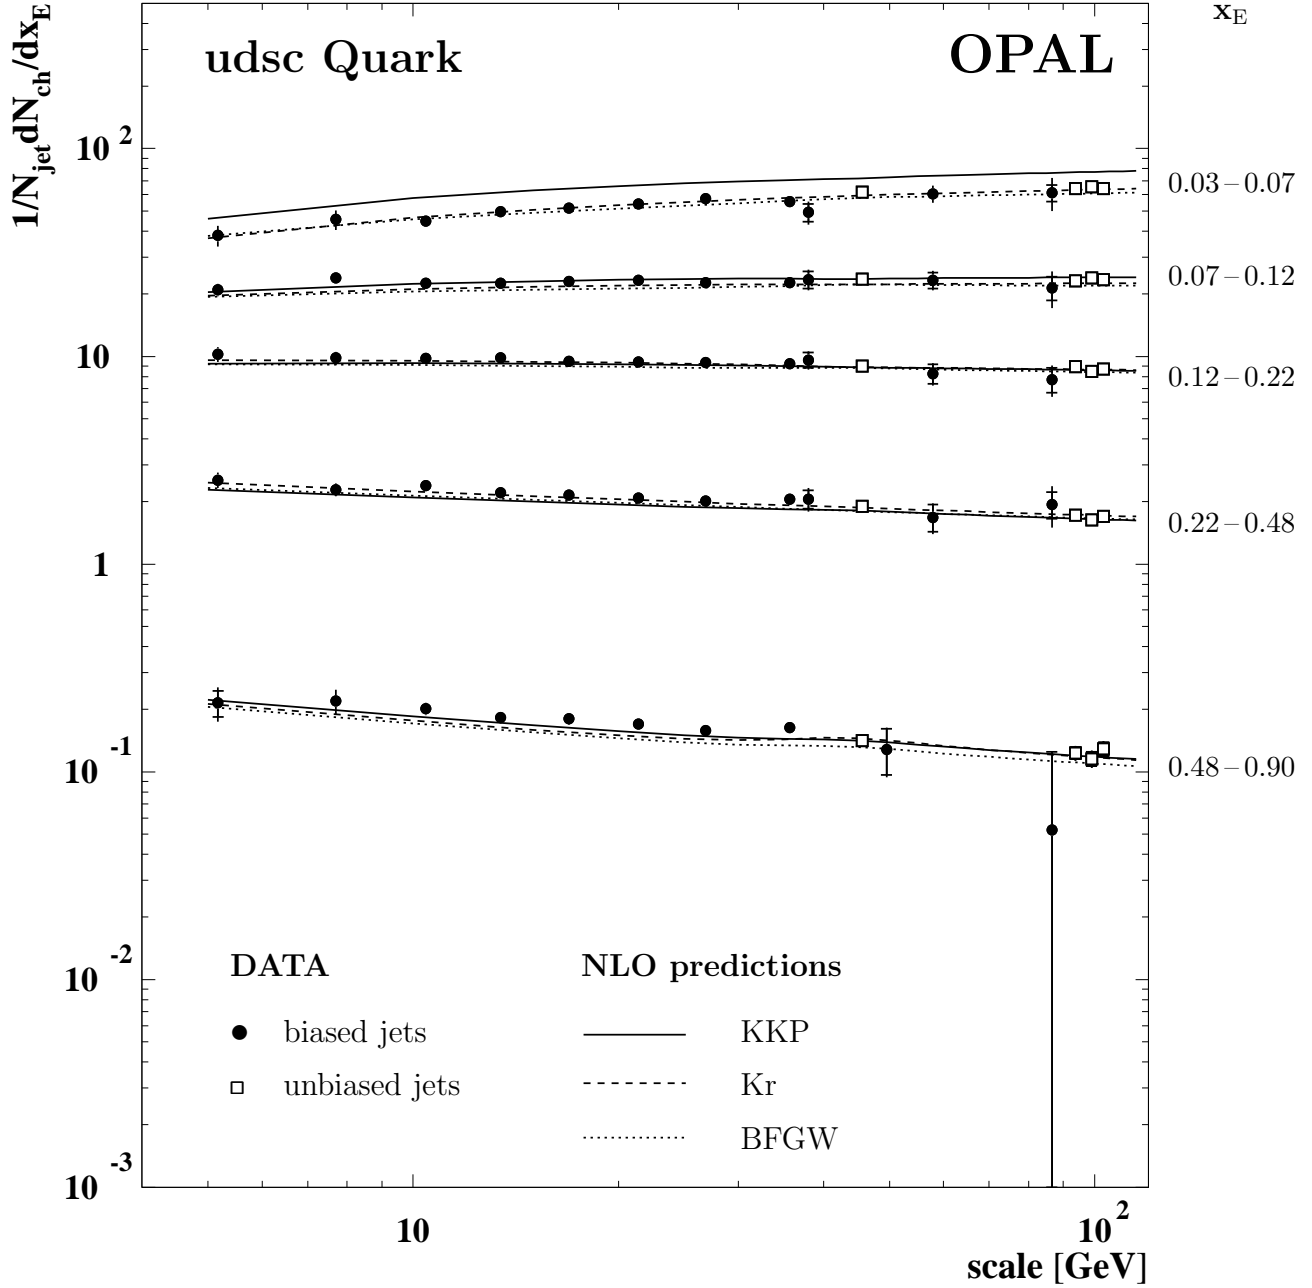 x_E
1/N_jet dN_ch/dx_E
udsc Quark
OPAL
10^2
0.03–0.07
0.07–0.12
10
0.12–0.22
0.22–0.48
1
10^-1
0.48–0.90
DATA
NLO predictions
10^-2
biased jets
KKP
unbiased jets
Kr
BFGW
10^-3
10
10^2
scale [GeV]